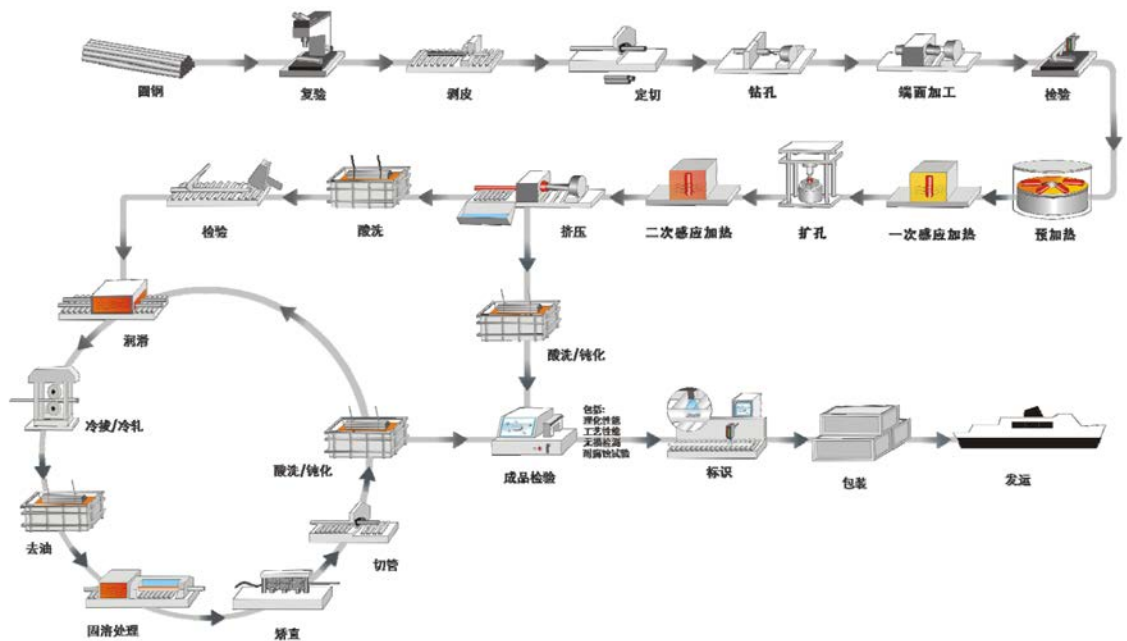 圆钢
复验
剥皮
定切
钻孔
端面加工
检验
预加热
一次感应加热
扩孔
二次感应加热
挤压
酸洗
检验
润滑
冷拔/冷轧
去油
固溶处理
矫直
切管
酸洗/钝化
酸洗/钝化
成品检验
包括:
理化性能
工艺性能
无损检测
耐腐蚀试验
标识
包装
发运